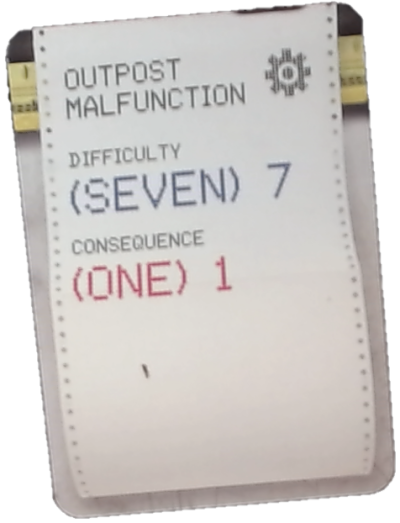 OUTPOST
MALFUNCTION
DIFFICULTY
(SEVEN) 7
CONSEQUENCE
(ONE) 1